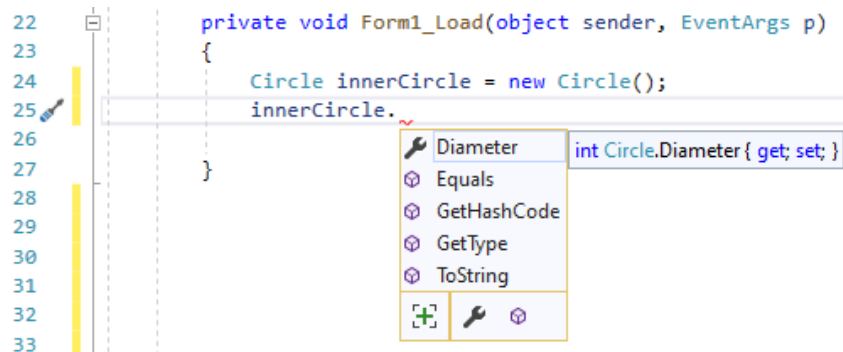 22 private void Form1_Load(object sender, EventArgs p)
23 {
24 Circle innerCircle = new Circle();
25 innerCircle.
26 Diameter int Circle.Diameter { get; set; }
27 } Equals
28 GetHashCode
29 GetType
30 ToString
31
32
33